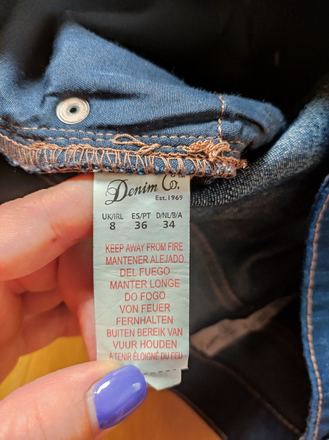 Denim Co.
Est. 1969
UK/IRL ES/PT D/NL/B/A
8 36 34
KEEP AWAY FROM FIRE
MANTENER ALEJADO
DEL FUEGO
MANTER LONGE
DO FOGO
VON FEUER
FERNHALTEN
BUITEN BEREIK VAN
VUUR HOUDEN
A TENIR ÉLOIGNÉ DU FEU